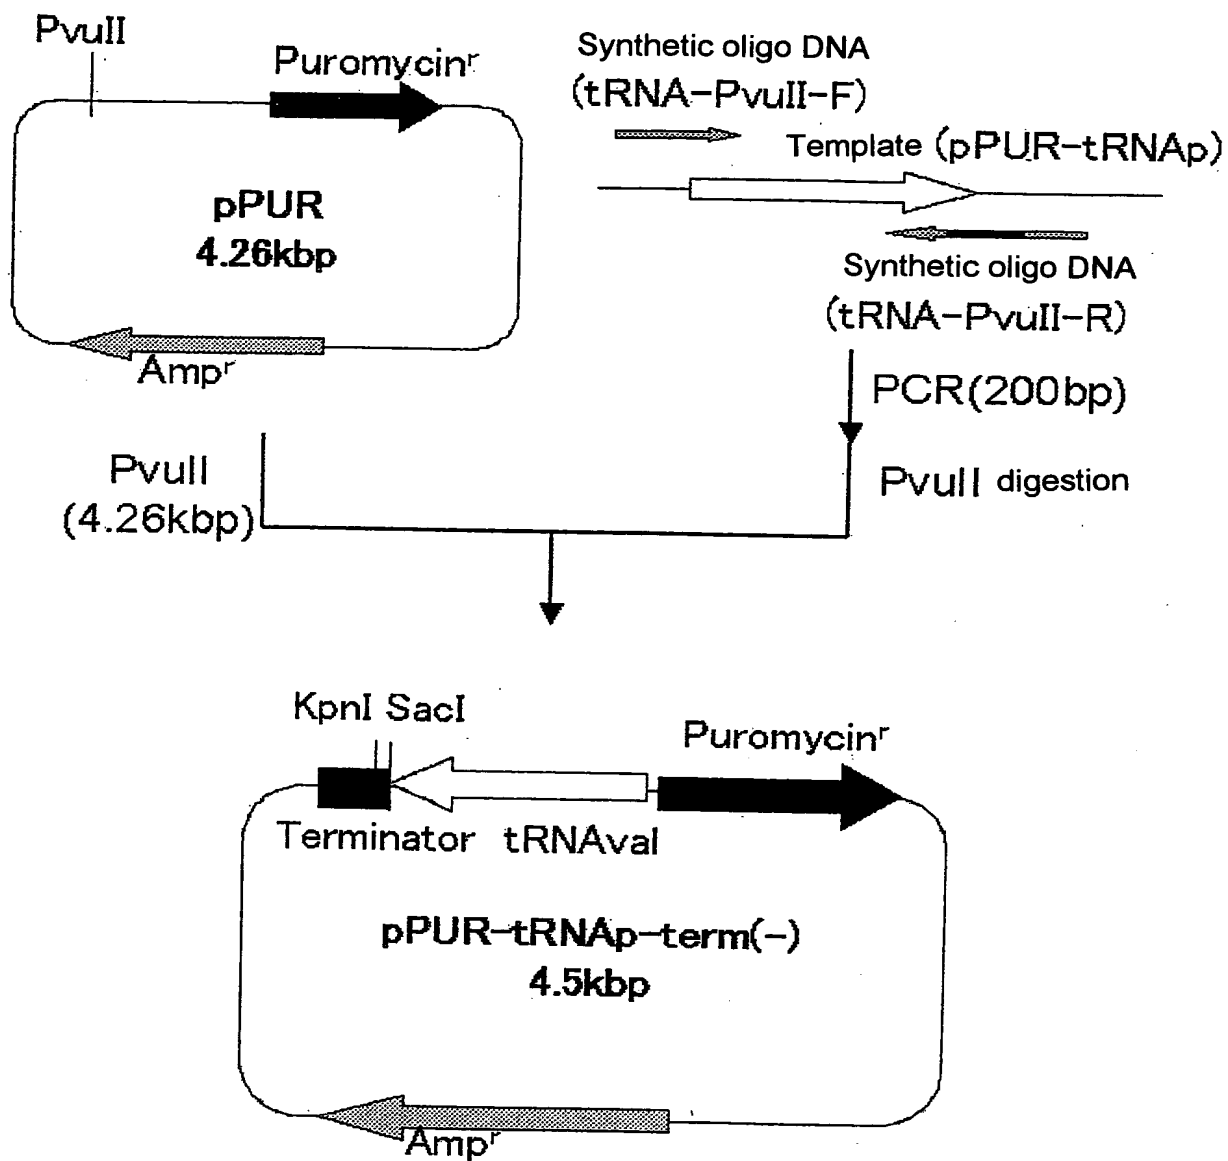 PvuII
Puromycinʳ
pPUR
4.26kbp
Ampʳ
Synthetic oligo DNA
(tRNA-PvuII-F)
Template (pPUR-tRNAp)
Synthetic oligo DNA
(tRNA-PvuII-R)
PCR(200bp)
PvuII
(4.26kbp)
PvuII digestion
KpnI SacI
Puromycinʳ
Terminator tRNAval
pPUR-tRNAp-term(-)
4.5kbp
Ampʳ